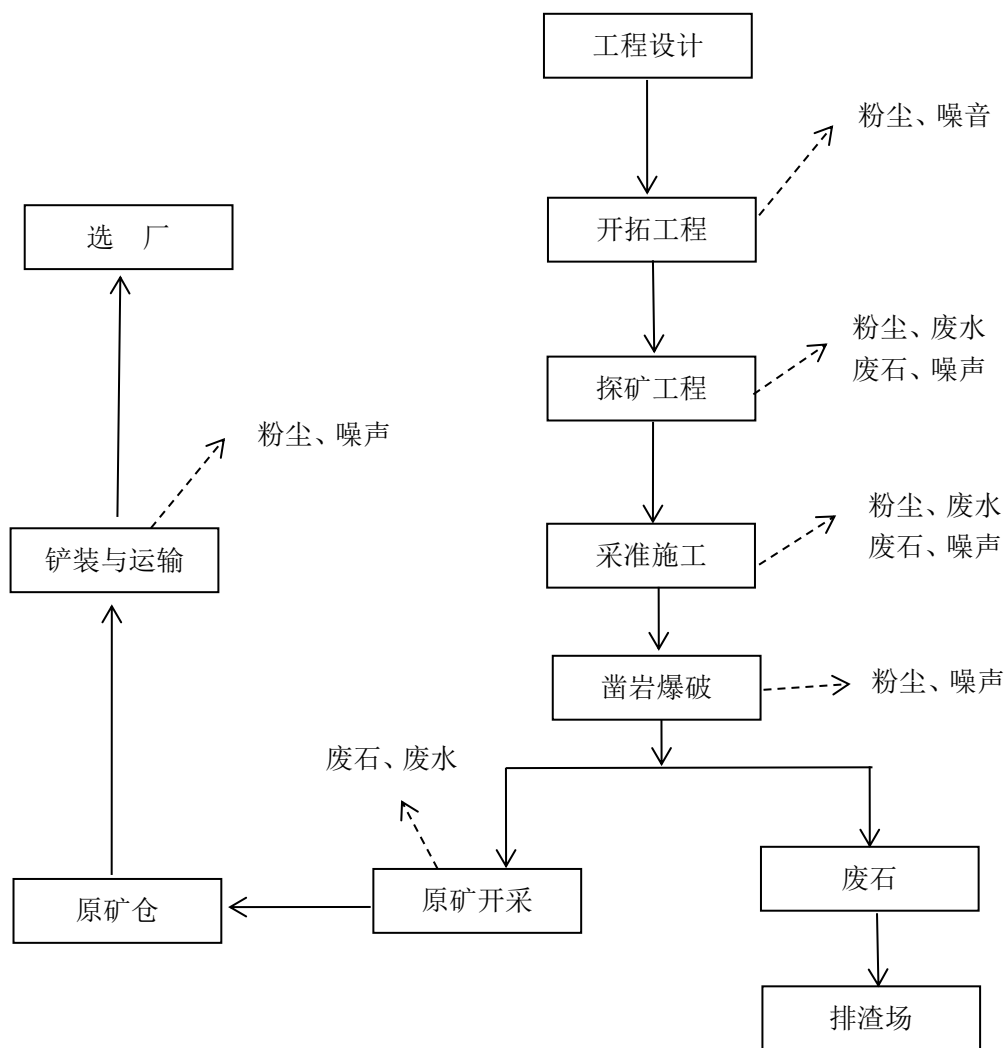 工程设计
粉尘、噪音
开拓工程
选 厂
粉尘、废水
废石、噪声
探矿工程
粉尘、噪声
粉尘、废水
废石、噪声
铲装与运输
采准施工
凿岩爆破
粉尘、噪声
废石、废水
原矿仓
原矿开采
废石
排渣场